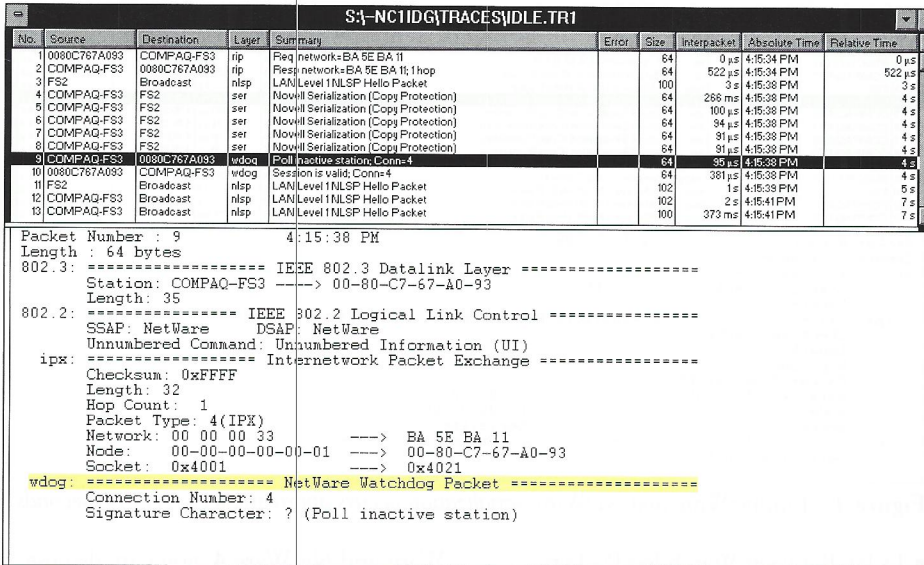 S:\~NC1IDG\TRACES\IDLE.TR1
No. Source Destination Layer Summary Error Size Interpacket Absolute Time Relative Time
1 0080C767A093 COMPAQ-FS3 rip Req network=BA 5E BA 11 64 0 µs 4:15:34 PM 0 µs
2 COMPAQ-FS3 0080C767A093 rip Resp network=BA 5E BA 11; 1 hop 64 522 µs 4:15:34 PM 522 µs
3 FS2 Broadcast nlsp LAN Level 1 NLSP Hello Packet 100 3 s 4:15:38 PM 3 s
4 COMPAQ-FS3 FS2 ser Novell Serialization (Copy Protection) 64 266 ms 4:15:38 PM 4 s
5 COMPAQ-FS3 FS2 ser Novell Serialization (Copy Protection) 64 100 µs 4:15:38 PM 4 s
6 COMPAQ-FS3 FS2 ser Novell Serialization (Copy Protection) 64 94 µs 4:15:38 PM 4 s
7 COMPAQ-FS3 FS2 ser Novell Serialization (Copy Protection) 64 91 µs 4:15:38 PM 4 s
8 COMPAQ-FS3 FS2 ser Novell Serialization (Copy Protection) 64 91 µs 4:15:38 PM 4 s
9 COMPAQ-FS3 0080C767A093 wdog Poll inactive station; Conn=4 64 95 µs 4:15:38 PM 4 s
10 0080C767A093 COMPAQ-FS3 wdog Session is valid; Conn=4 64 381 µs 4:15:38 PM 4 s
11 FS2 Broadcast nlsp LAN Level 1 NLSP Hello Packet 102 1 s 4:15:39 PM 5 s
12 COMPAQ-FS3 Broadcast nlsp LAN Level 1 NLSP Hello Packet 102 2 s 4:15:41 PM 7 s
13 COMPAQ-FS3 Broadcast nlsp LAN Level 1 NLSP Hello Packet 100 373 ms 4:15:41 PM 7 s
Packet Number : 9 4:15:38 PM
Length : 64 bytes
802.3: =================== IEEE 802.3 Datalink Layer ===================
Station: COMPAQ-FS3 ----> 00-80-C7-67-A0-93
Length: 35
802.2: ================ IEEE 802.2 Logical Link Control ================
SSAP: NetWare DSAP: NetWare
Unnumbered Command: Unnumbered Information (UI)
ipx: ================== Internetwork Packet Exchange =================
Checksum: 0xFFFF
Length: 32
Hop Count: 1
Packet Type: 4(IPX)
Network: 00 00 00 33 ---> BA 5E BA 11
Node: 00-00-00-00-00-01 ---> 00-80-C7-67-A0-93
Socket: 0x4001 ---> 0x4021
wdog: ==================== NetWare Watchdog Packet ====================
Connection Number: 4
Signature Character: ? (Poll inactive station)